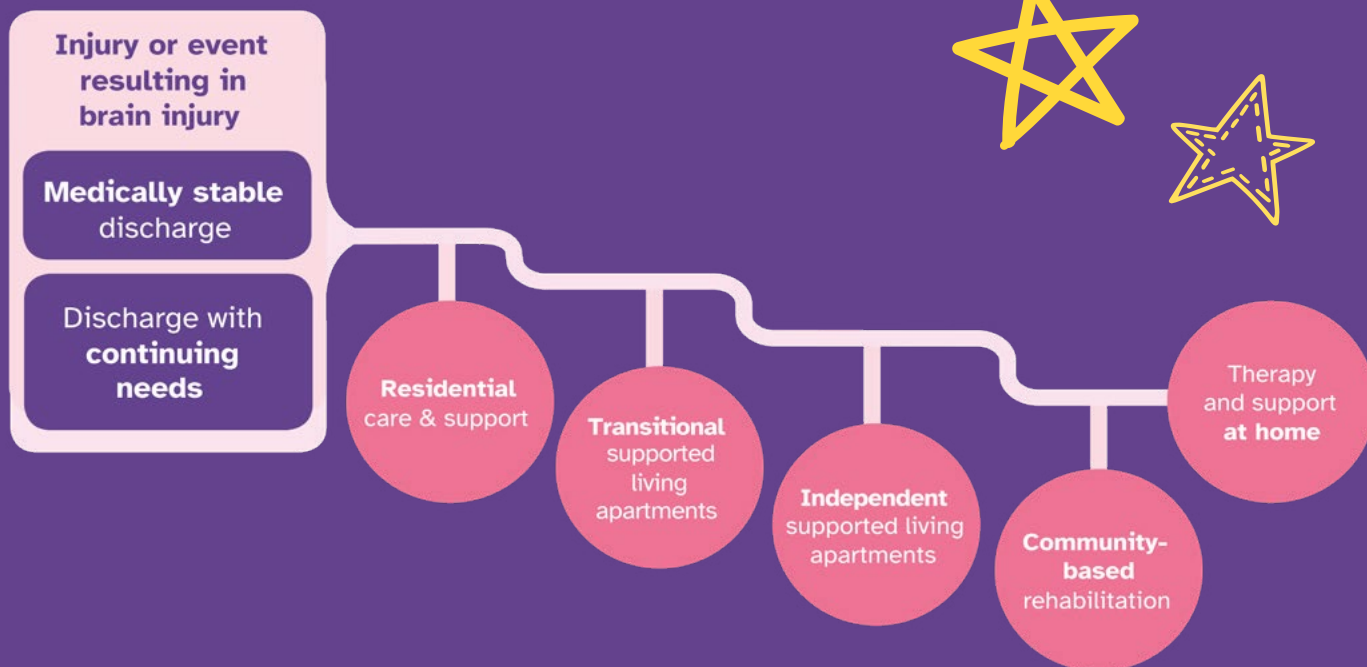 Injury or event
resulting in
brain injury
Medically stable
discharge
Discharge with
continuing
needs
Residential
care & support
Transitional
supported
living
apartments
Independent
supported living
apartments
Community-
based
rehabilitation
Therapy
and support
at home